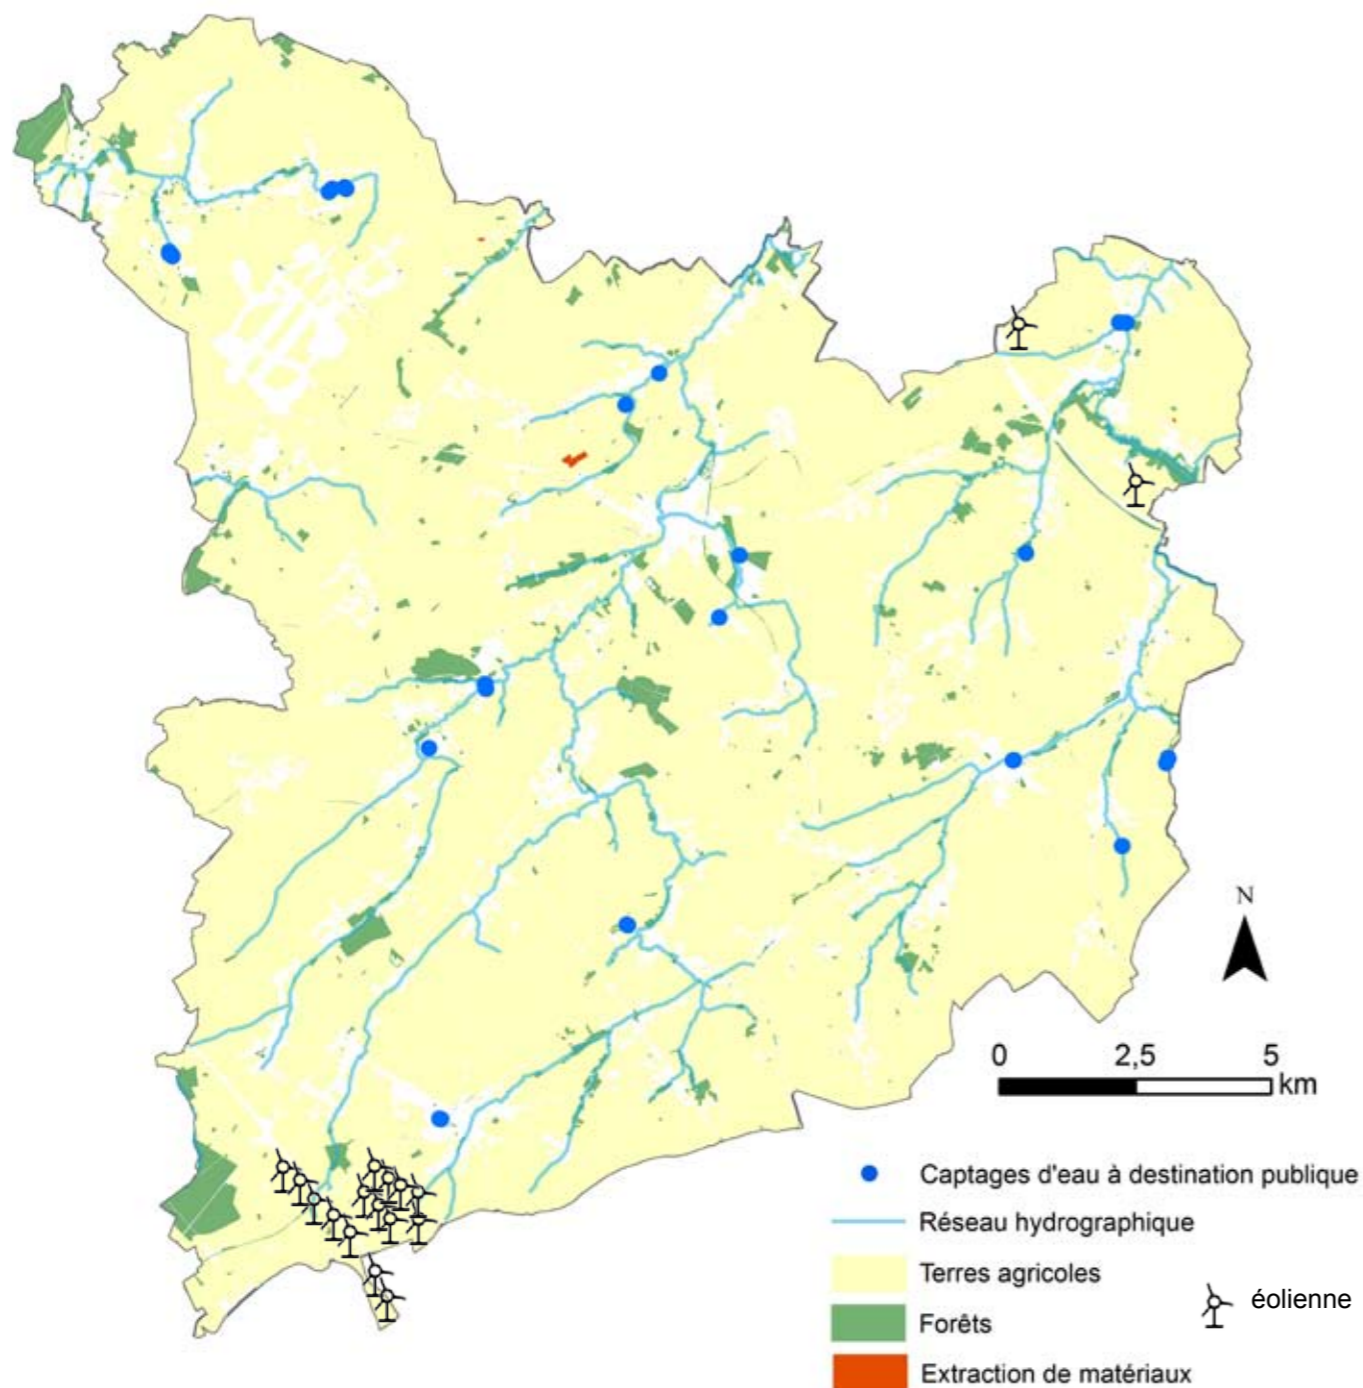 N
0 2,5 5
km
Captages d'eau à destination publique
Réseau hydrographique
Terres agricoles
éolienne
Forêts
Extraction de matériaux